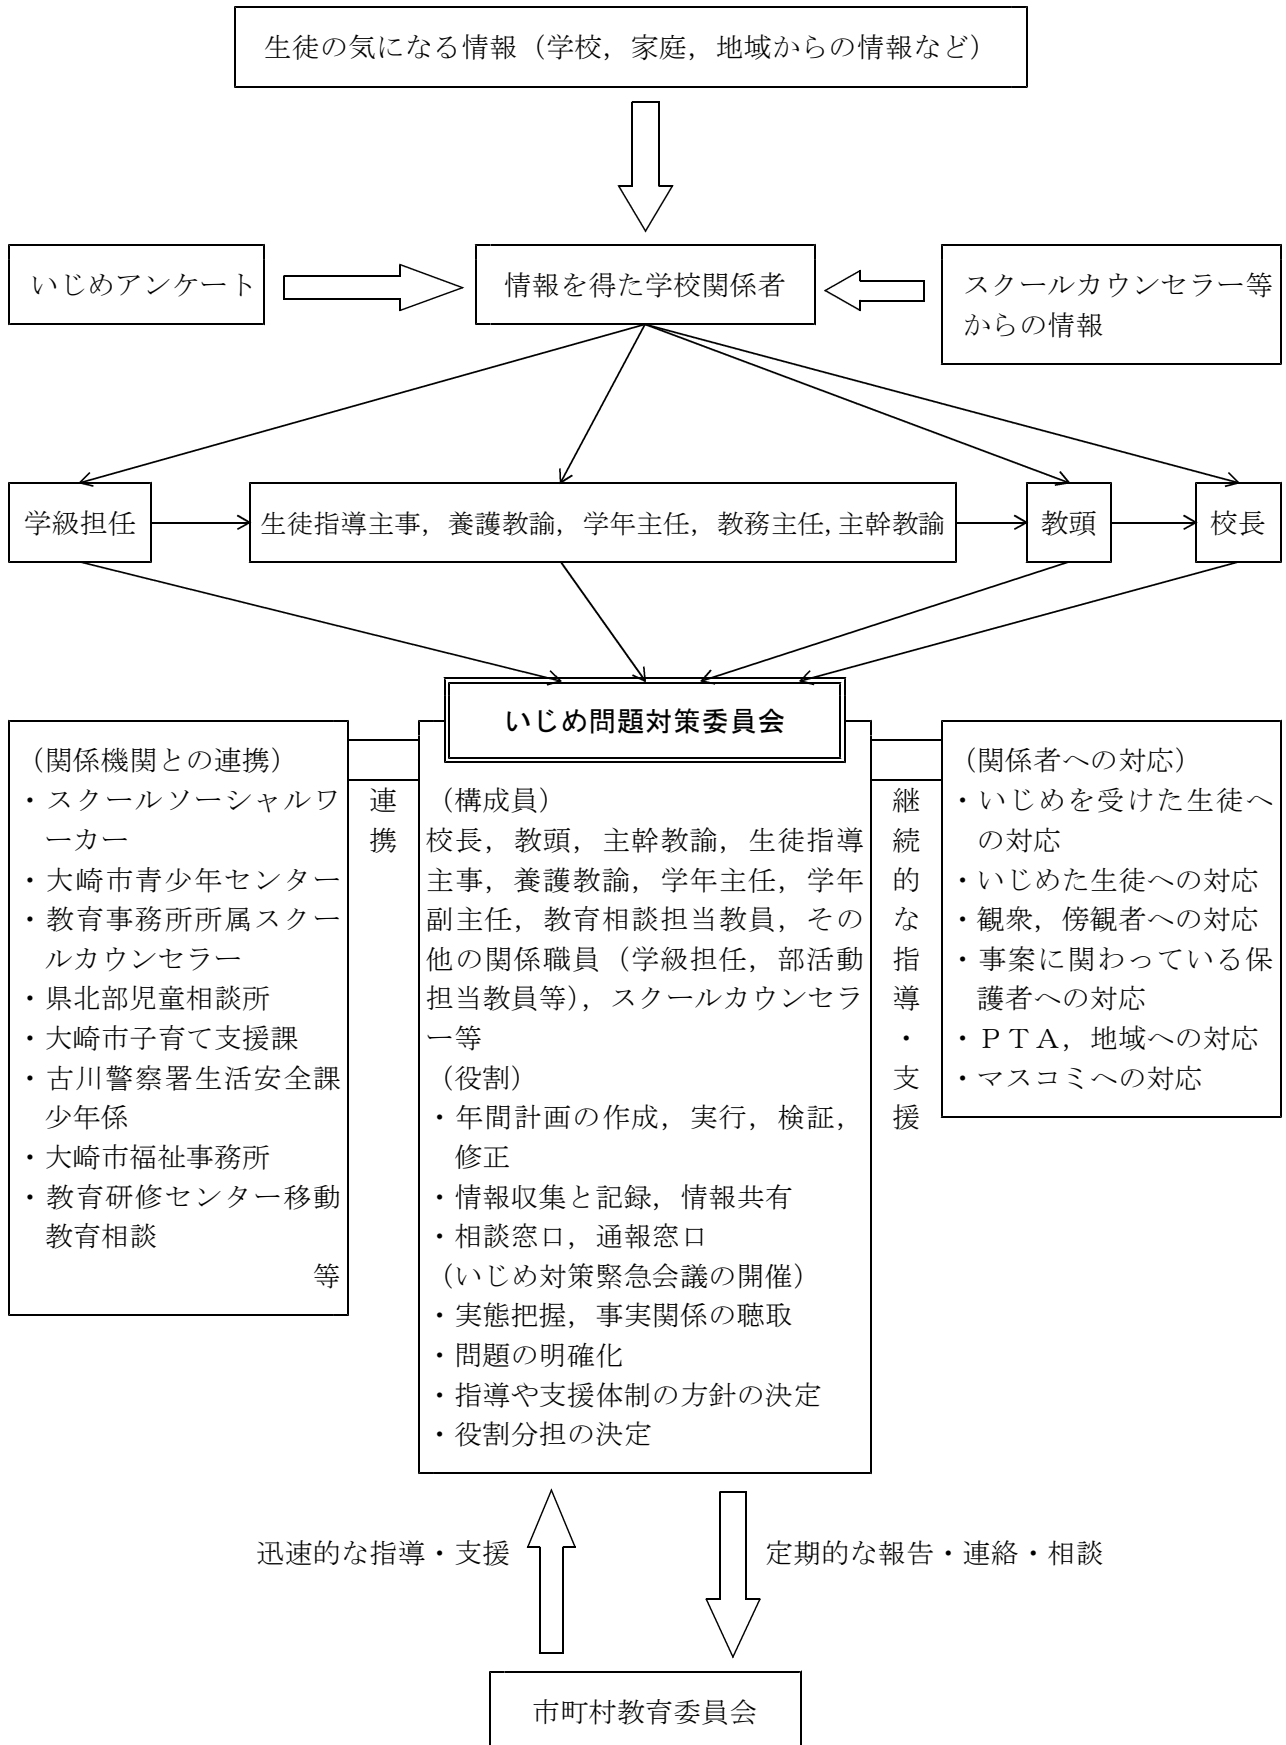 生徒の気になる情報（学校，家庭，地域からの情報など）
いじめアンケート
情報を得た学校関係者
スクールカウンセラー等
からの情報
学級担任
生徒指導主事，養護教諭，学年主任，教務主任，主幹教諭
教頭
校長
いじめ問題対策委員会
（関係機関との連携）
・スクールソーシャルワ
ーカー
・大崎市青少年センター
・教育事務所所属スクー
ルカウンセラー
・県北部児童相談所
・大崎市子育て支援課
・古川警察署生活安全課
少年係
・大崎市福祉事務所
・教育研修センター移動
教育相談
等
連携
（構成員）
校長，教頭，主幹教諭，生徒指導
主事，養護教諭，学年主任，学年
副主任，教育相談担当教員，その
他の関係職員（学級担任，部活動
担当教員等），スクールカウンセラ
ー等
（役割）
・年間計画の作成，実行，検証，
修正
・情報収集と記録，情報共有
・相談窓口，通報窓口
（いじめ対策緊急会議の開催）
・実態把握，事実関係の聴取
・問題の明確化
・指導や支援体制の方針の決定
・役割分担の決定
継続的な指導・支援
（関係者への対応）
・いじめを受けた生徒へ
の対応
・いじめた生徒への対応
・観衆，傍観者への対応
・事案に関わっている保
護者への対応
・ＰＴＡ，地域への対応
・マスコミへの対応
迅速的な指導・支援
定期的な報告・連絡・相談
市町村教育委員会